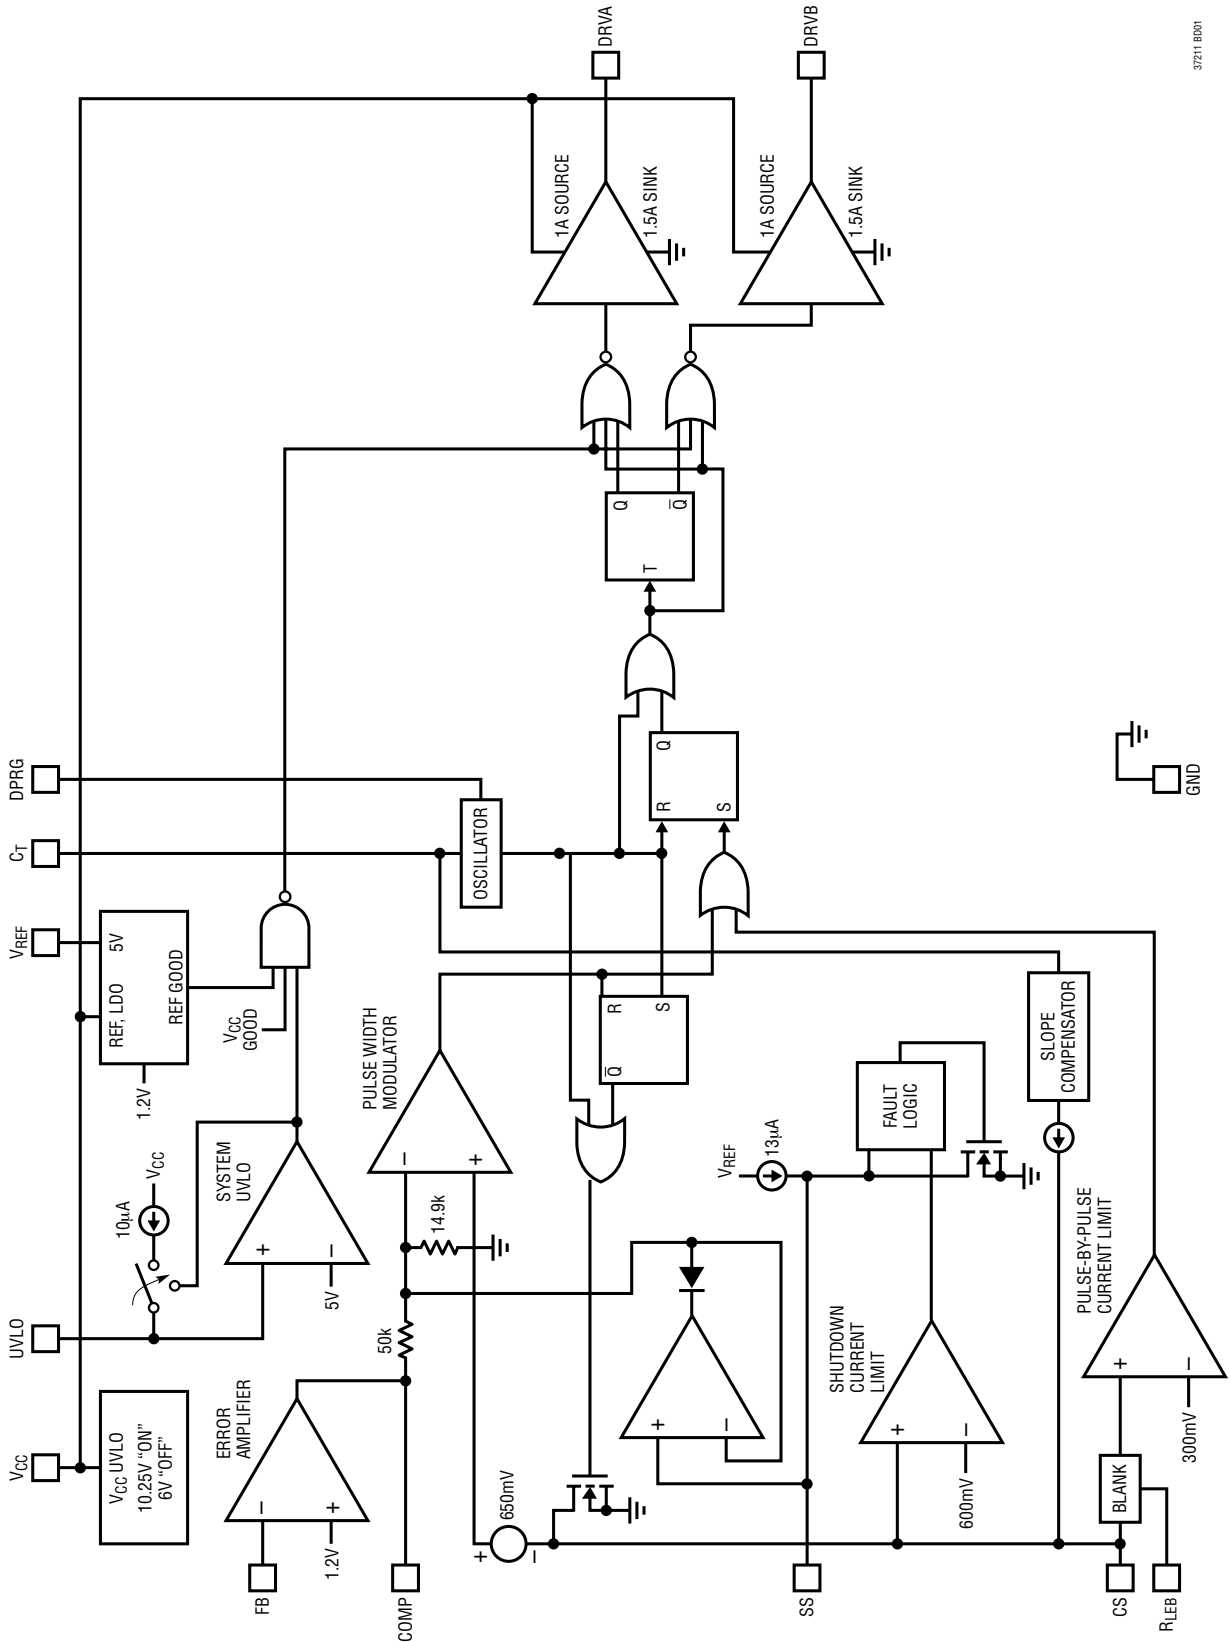 VCC
UVLO
VREF
CT
DPRG
VCC UVLO
10.25V "ON"
6V "OFF"
10µA
VCC
1.2V
REF, LDO
5V
REF GOOD
VCC
GOOD
SYSTEM
UVLO
+
–
5V
ERROR
AMPLIFIER
–
+
FB
1.2V
COMP
50k
14.9k
PULSE WIDTH
MODULATOR
–
+
OSCILLATOR
650mV
+
–
R
S
Q
R
S
Q
T
Q
Q
1A SOURCE
1.5A SINK
DRVA
1A SOURCE
1.5A SINK
DRVB
+
–
SS
VREF
13µA
FAULT
LOGIC
SHUTDOWN
CURRENT
LIMIT
+
–
600mV
SLOPE
COMPENSATOR
PULSE-BY-PULSE
CURRENT LIMIT
+
–
300mV
BLANK
CS
RLEB
GND
37211 BD01